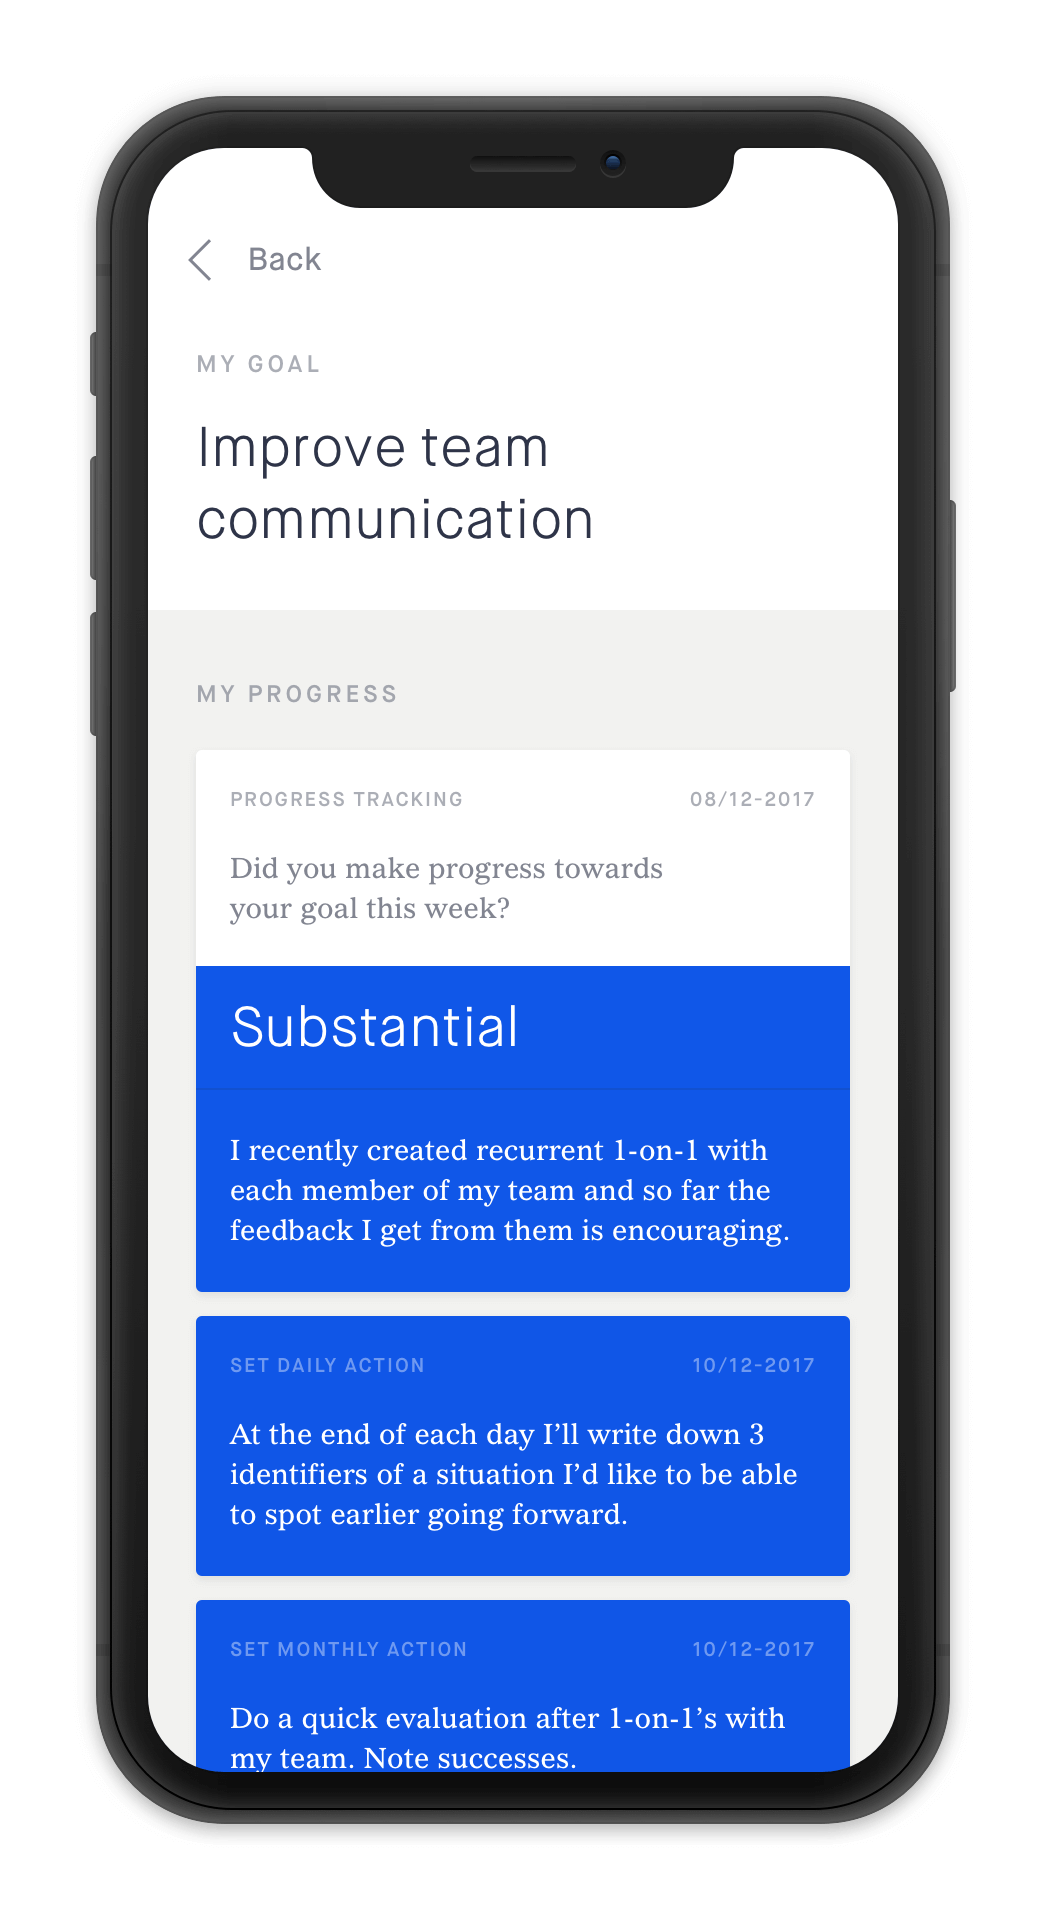 Back
MY GOAL
Improve team
communication
MY PROGRESS
PROGRESS TRACKING 08/12-2017
Did you make progress towards
your goal this week?
Substantial
I recently created recurrent 1-on-1 with
each member of my team and so far the
feedback I get from them is encouraging.
SET DAILY ACTION 10/12-2017
At the end of each day I’ll write down 3
identifiers of a situation I’d like to be able
to spot earlier going forward.
SET MONTHLY ACTION 10/12-2017
Do a quick evaluation after 1-on-1’s with
my team. Note successes.